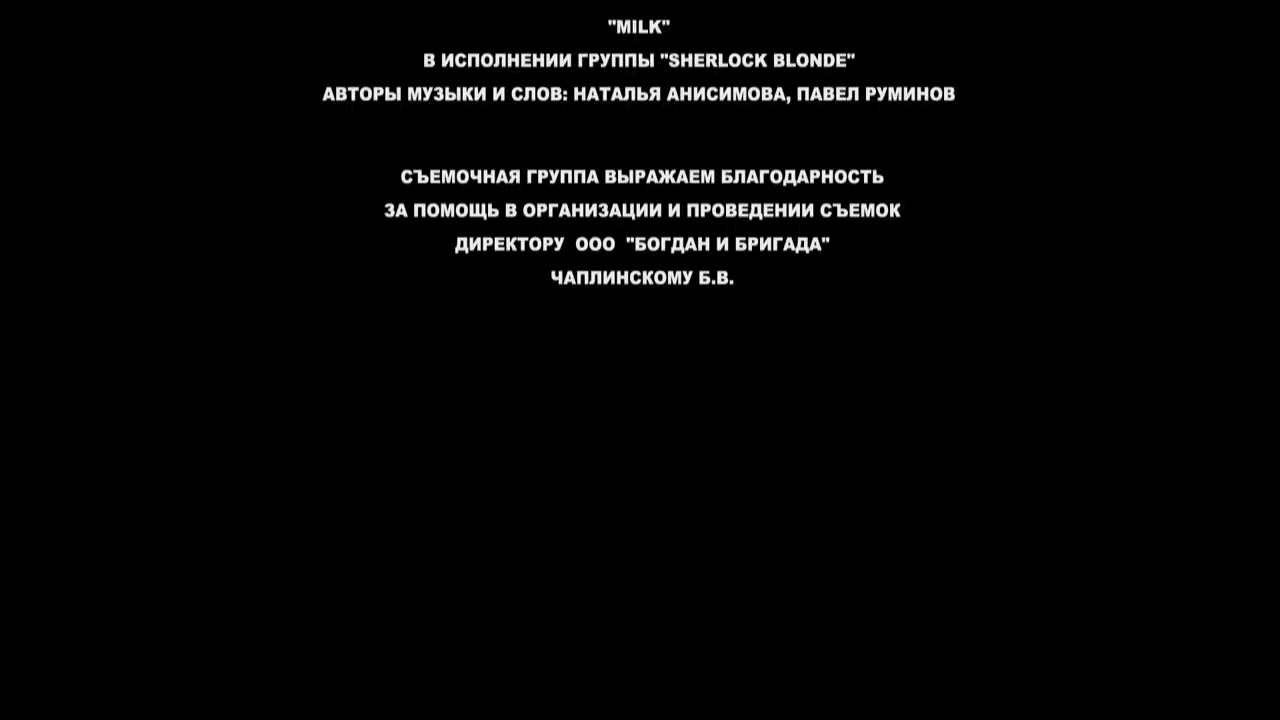 "MILK"
В ИСПОЛНЕНИИ ГРУППЫ "SHERLOCK BLONDE"
АВТОРЫ МУЗЫКИ И СЛОВ: НАТАЛЬЯ АНИСИМОВА, ПАВЕЛ РУМИНОВ
СЪЕМОЧНАЯ ГРУППА ВЫРАЖАЕМ БЛАГОДАРНОСТЬ
ЗА ПОМОЩЬ В ОРГАНИЗАЦИИ И ПРОВЕДЕНИИ СЪЕМОК
ДИРЕКТОРУ ООО "БОГДАН И БРИГАДА"
ЧАПЛИНСКОМУ Б.В.